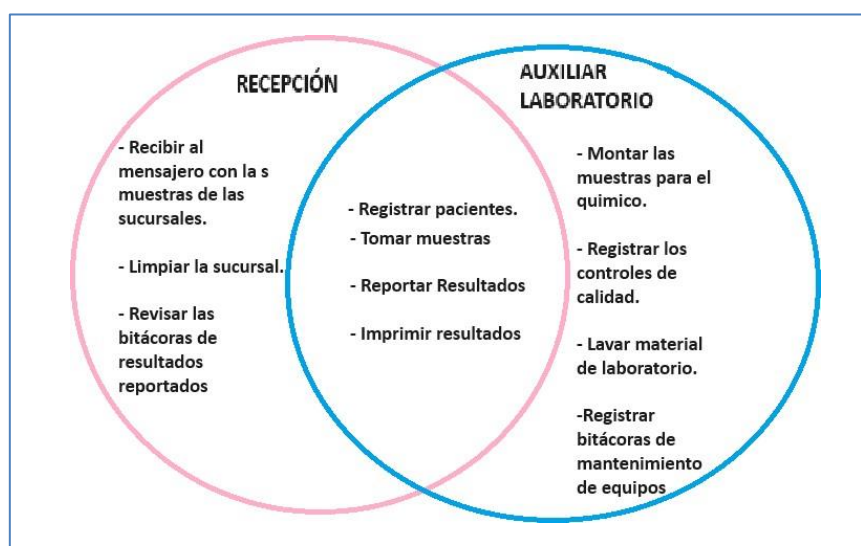 RECEPCIÓN
- Recibir al
mensajero con la s
muestras de las
sucursales.
- Limpiar la sucursal.
- Revisar las
bitácoras de
resultados
reportados
- Registrar pacientes.
- Tomar muestras
- Reportar Resultados
- Imprimir resultados
AUXILIAR
LABORATORIO
- Montar las
muestras para el
quimico.
- Registrar los
controles de
calidad.
- Lavar material
de laboratorio.
-Registrar
bitácoras de
mantenimiento
de equipos